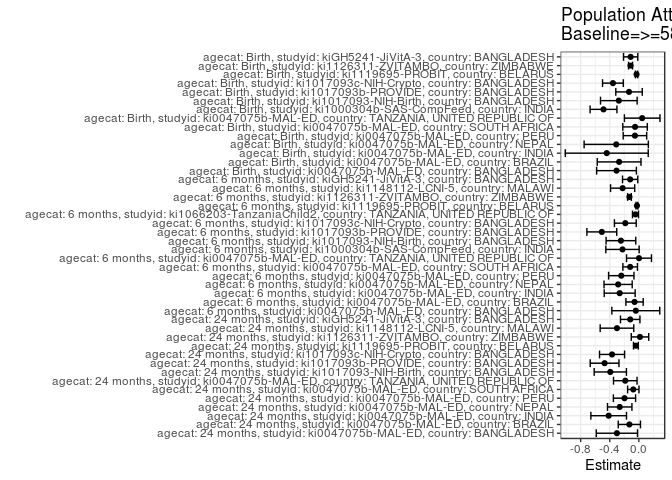 Population Att
Baseline=>=58
agecat: Birth, studyid: kiGH5241-JiVitA-3, country: BANGLADESH
agecat: Birth, studyid: ki1126311-ZVITAMBO, country: ZIMBABWE
agecat: Birth, studyid: ki1119695-PROBIT, country: BELARUS
agecat: Birth, studyid: ki1017093c-NIH-Crypto, country: BANGLADESH
agecat: Birth, studyid: ki1017093b-PROVIDE, country: BANGLADESH
agecat: Birth, studyid: ki1017093-NIH-Birth, country: BANGLADESH
agecat: Birth, studyid: ki1000304b-SAS-CompFeed, country: INDIA
agecat: Birth, studyid: ki0047075b-MAL-ED, country: TANZANIA, UNITED REPUBLIC OF
agecat: Birth, studyid: ki0047075b-MAL-ED, country: SOUTH AFRICA
agecat: Birth, studyid: ki0047075b-MAL-ED, country: PERU
agecat: Birth, studyid: ki0047075b-MAL-ED, country: NEPAL
agecat: Birth, studyid: ki0047075b-MAL-ED, country: INDIA
agecat: Birth, studyid: ki0047075b-MAL-ED, country: BRAZIL
agecat: Birth, studyid: ki0047075b-MAL-ED, country: BANGLADESH
agecat: 6 months, studyid: kiGH5241-JiVitA-3, country: BANGLADESH
agecat: 6 months, studyid: ki1148112-LCNI-5, country: MALAWI
agecat: 6 months, studyid: ki1126311-ZVITAMBO, country: ZIMBABWE
agecat: 6 months, studyid: ki1119695-PROBIT, country: BELARUS
agecat: 6 months, studyid: ki1066203-TanzaniaChild2, country: TANZANIA, UNITED REPUBLIC OF
agecat: 6 months, studyid: ki1017093c-NIH-Crypto, country: BANGLADESH
agecat: 6 months, studyid: ki1017093b-PROVIDE, country: BANGLADESH
agecat: 6 months, studyid: ki1017093-NIH-Birth, country: BANGLADESH
agecat: 6 months, studyid: ki1000304b-SAS-CompFeed, country: INDIA
agecat: 6 months, studyid: ki0047075b-MAL-ED, country: TANZANIA, UNITED REPUBLIC OF
agecat: 6 months, studyid: ki0047075b-MAL-ED, country: SOUTH AFRICA
agecat: 6 months, studyid: ki0047075b-MAL-ED, country: PERU
agecat: 6 months, studyid: ki0047075b-MAL-ED, country: NEPAL
agecat: 6 months, studyid: ki0047075b-MAL-ED, country: INDIA
agecat: 6 months, studyid: ki0047075b-MAL-ED, country: BRAZIL
agecat: 6 months, studyid: ki0047075b-MAL-ED, country: BANGLADESH
agecat: 24 months, studyid: kiGH5241-JiVitA-3, country: BANGLADESH
agecat: 24 months, studyid: ki1148112-LCNI-5, country: MALAWI
agecat: 24 months, studyid: ki1126311-ZVITAMBO, country: ZIMBABWE
agecat: 24 months, studyid: ki1119695-PROBIT, country: BELARUS
agecat: 24 months, studyid: ki1017093c-NIH-Crypto, country: BANGLADESH
agecat: 24 months, studyid: ki1017093b-PROVIDE, country: BANGLADESH
agecat: 24 months, studyid: ki1017093-NIH-Birth, country: BANGLADESH
agecat: 24 months, studyid: ki0047075b-MAL-ED, country: TANZANIA, UNITED REPUBLIC OF
agecat: 24 months, studyid: ki0047075b-MAL-ED, country: SOUTH AFRICA
agecat: 24 months, studyid: ki0047075b-MAL-ED, country: PERU
agecat: 24 months, studyid: ki0047075b-MAL-ED, country: NEPAL
agecat: 24 months, studyid: ki0047075b-MAL-ED, country: INDIA
agecat: 24 months, studyid: ki0047075b-MAL-ED, country: BRAZIL
agecat: 24 months, studyid: ki0047075b-MAL-ED, country: BANGLADESH
-0.8 -0.4 0.0
Estimate